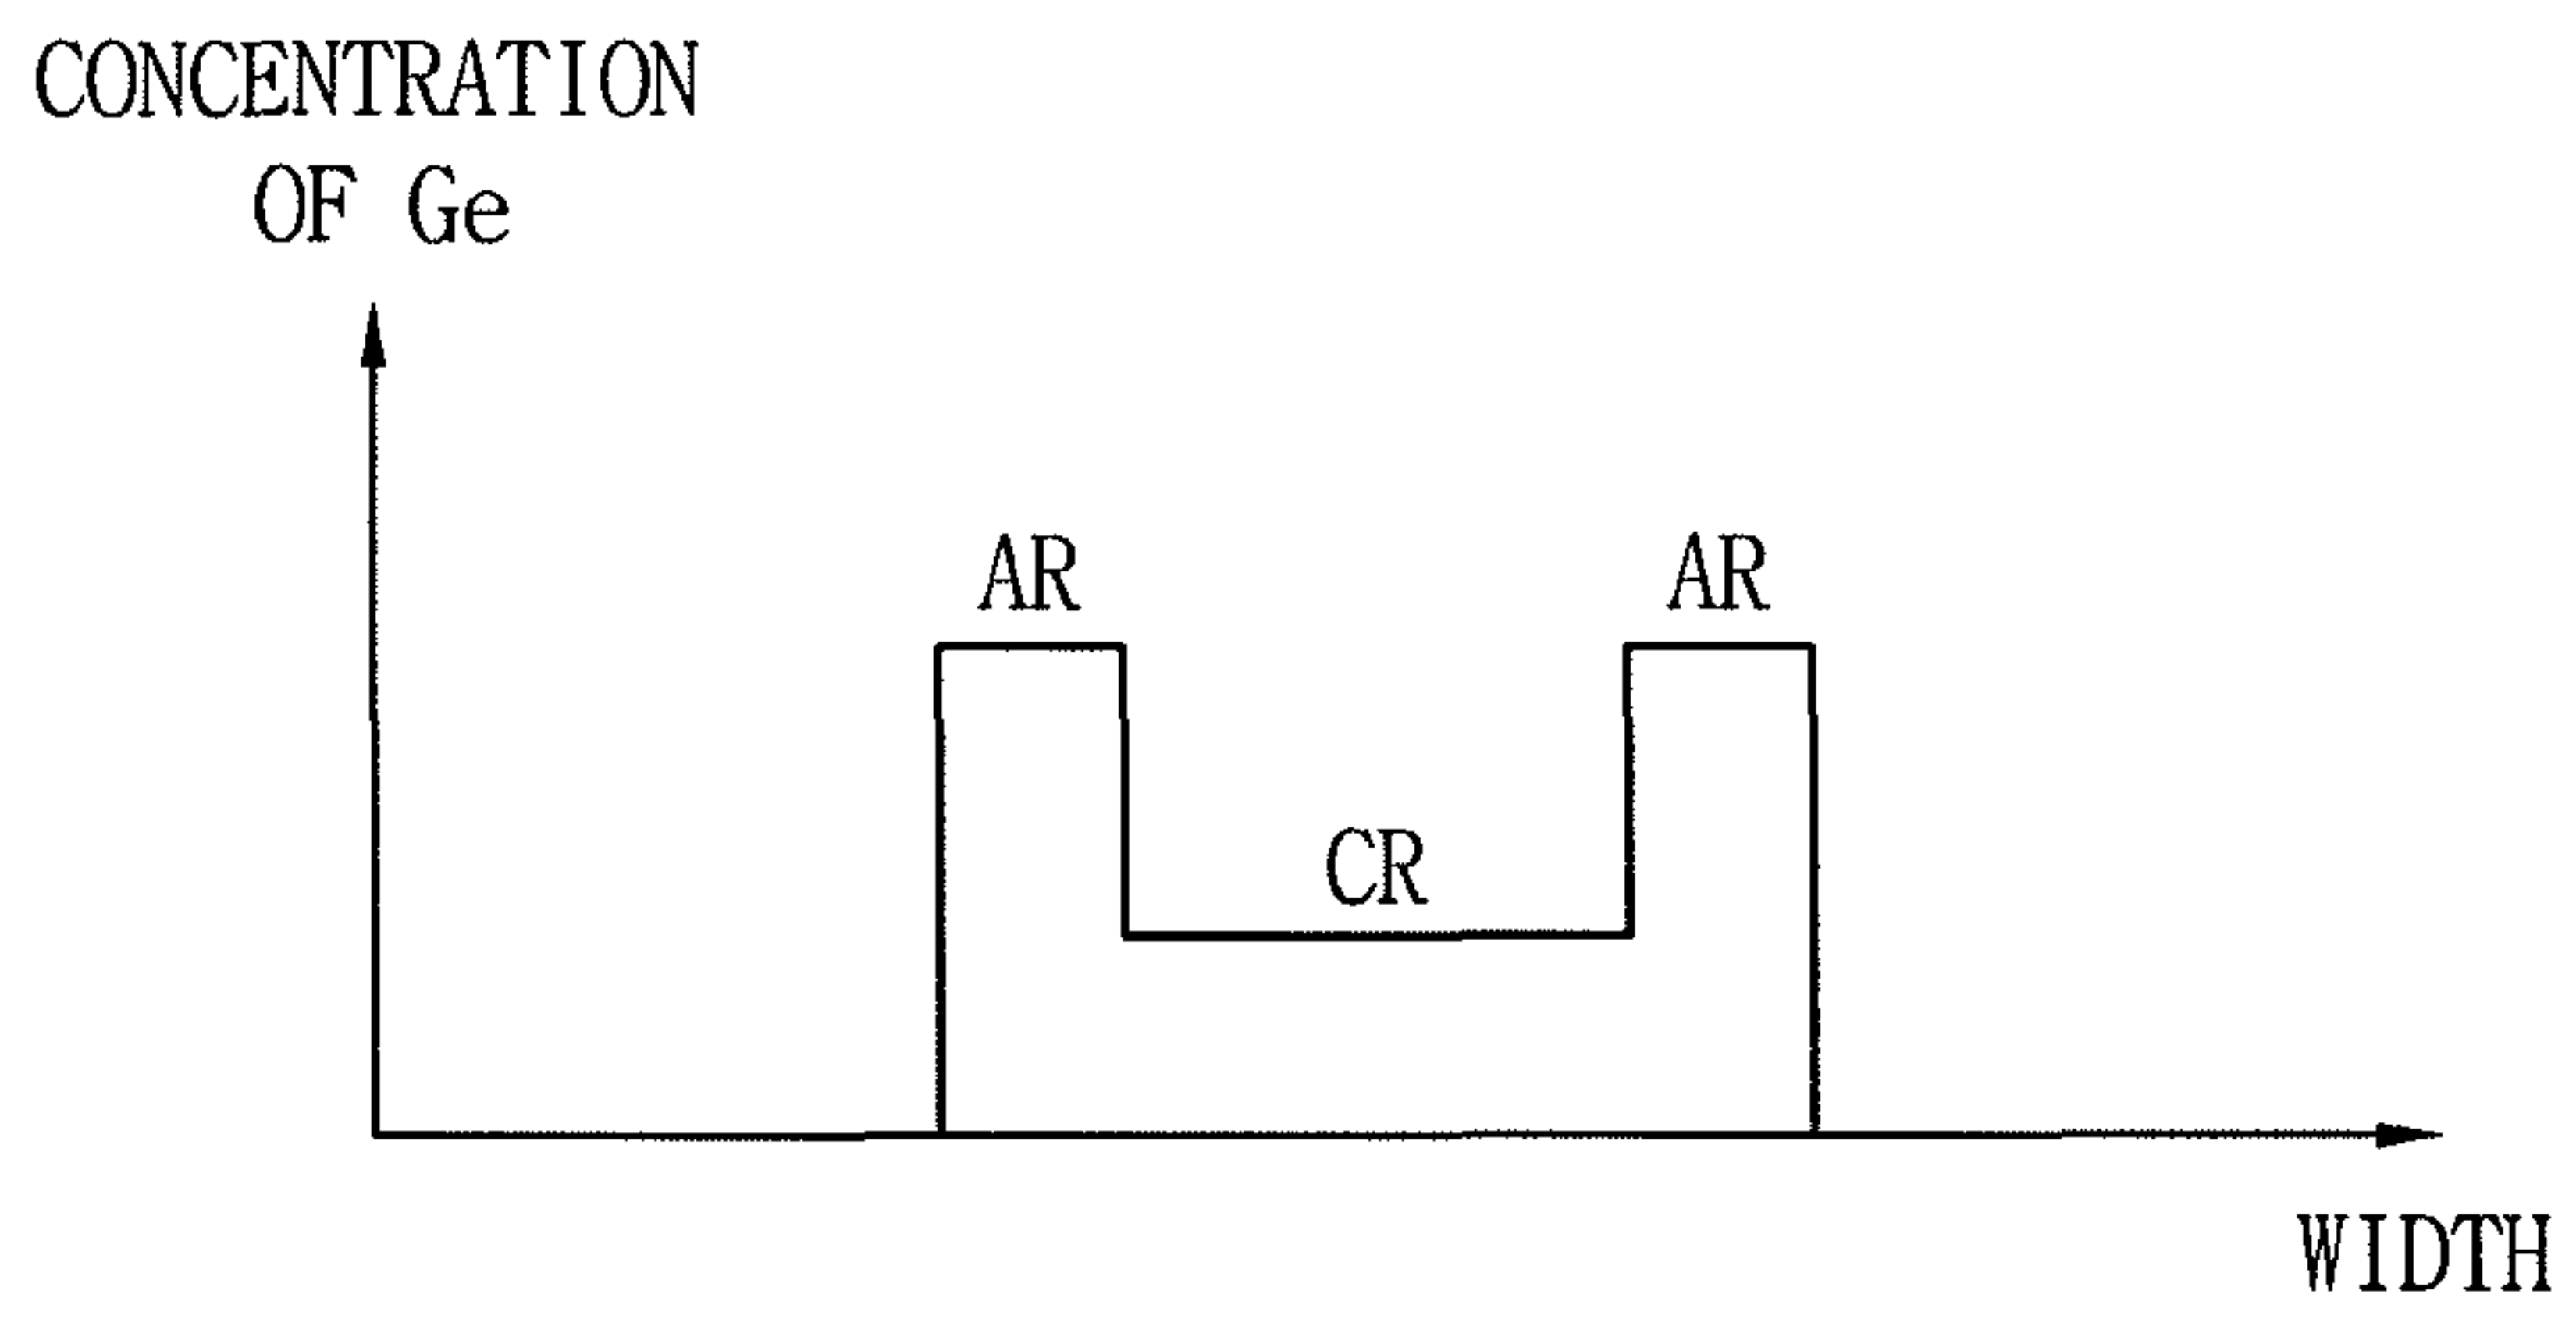 CONCENTRATION
OF Ge
AR
AR
CR
WIDTH